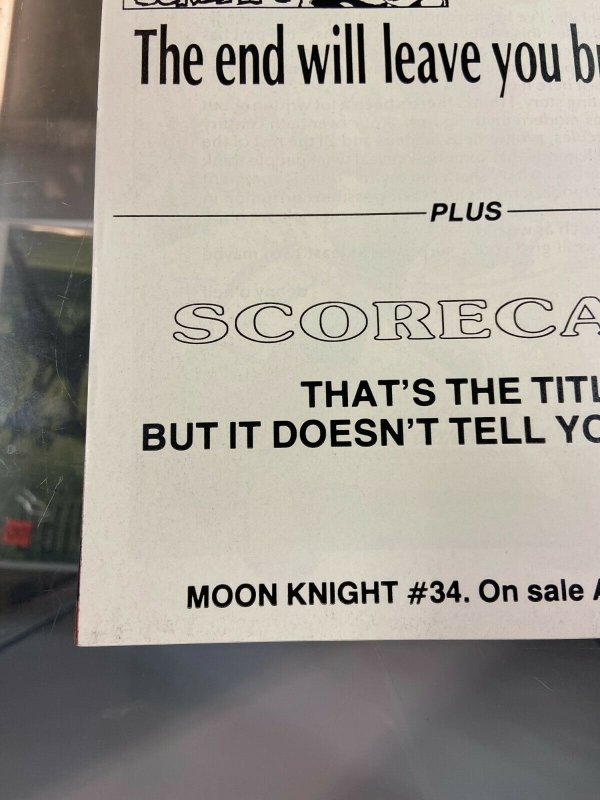 The end will leave you b
PLUS
SCORECA
THAT'S THE TITL
BUT IT DOESN'T TELL YO
MOON KNIGHT #34. On sale A